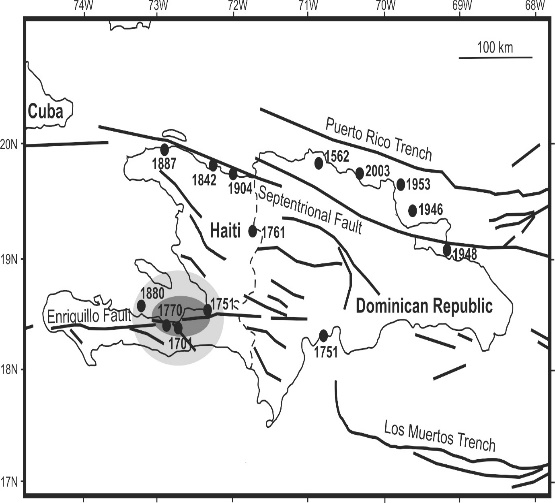 74W 73W 72W 71W 70W 69W 68W
100 km
Cuba
Puerto Rico Trench
20N
1562
1887
1842
2003
1904
1953
Septentrional Fault
1946
Haiti
1761
1948
19N
1880
1751
1770
Dominican Republic
Enriquillo Fault
1701
1751
18N
Los Muertos Trench
17N